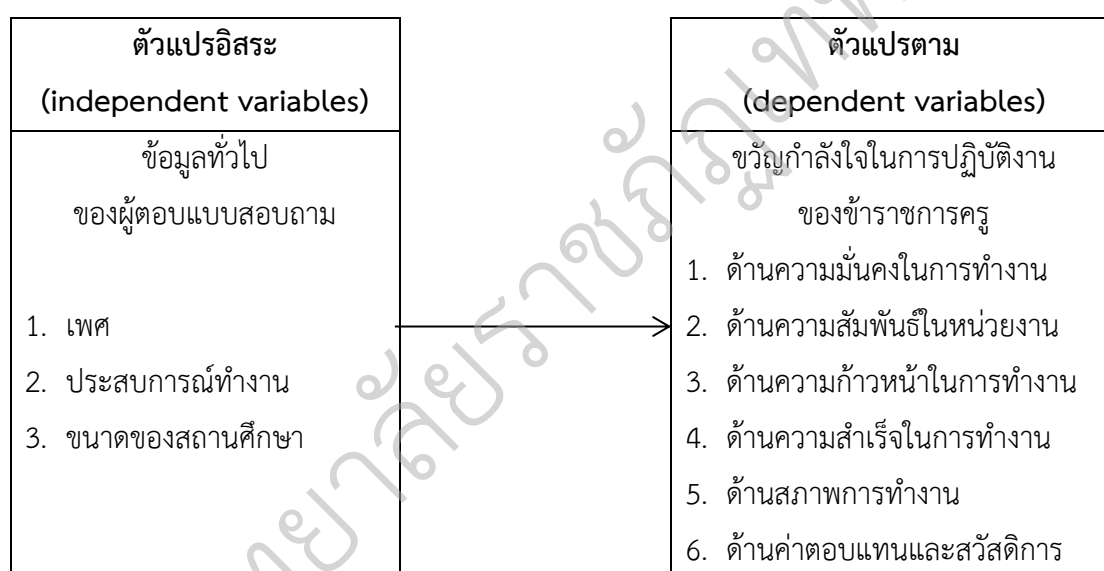 ตัวแปรอิสระ
(independent variables)
ข้อมูลทั่วไป
ของผู้ตอบแบบสอบถาม
1. เพศ
2. ประสบการณ์ทำงาน
3. ขนาดของสถานศึกษา
ตัวแปรตาม
(dependent variables)
ขวัญกำลังใจในการปฏิบัติงาน
ของข้าราชการครู
1. ด้านความมั่นคงในการทำงาน
2. ด้านความสัมพันธ์ในหน่วยงาน
3. ด้านความก้าวหน้าในการทำงาน
4. ด้านความสำเร็จในการทำงาน
5. ด้านสภาพการทำงาน
6. ด้านค่าตอบแทนและสวัสดิการ